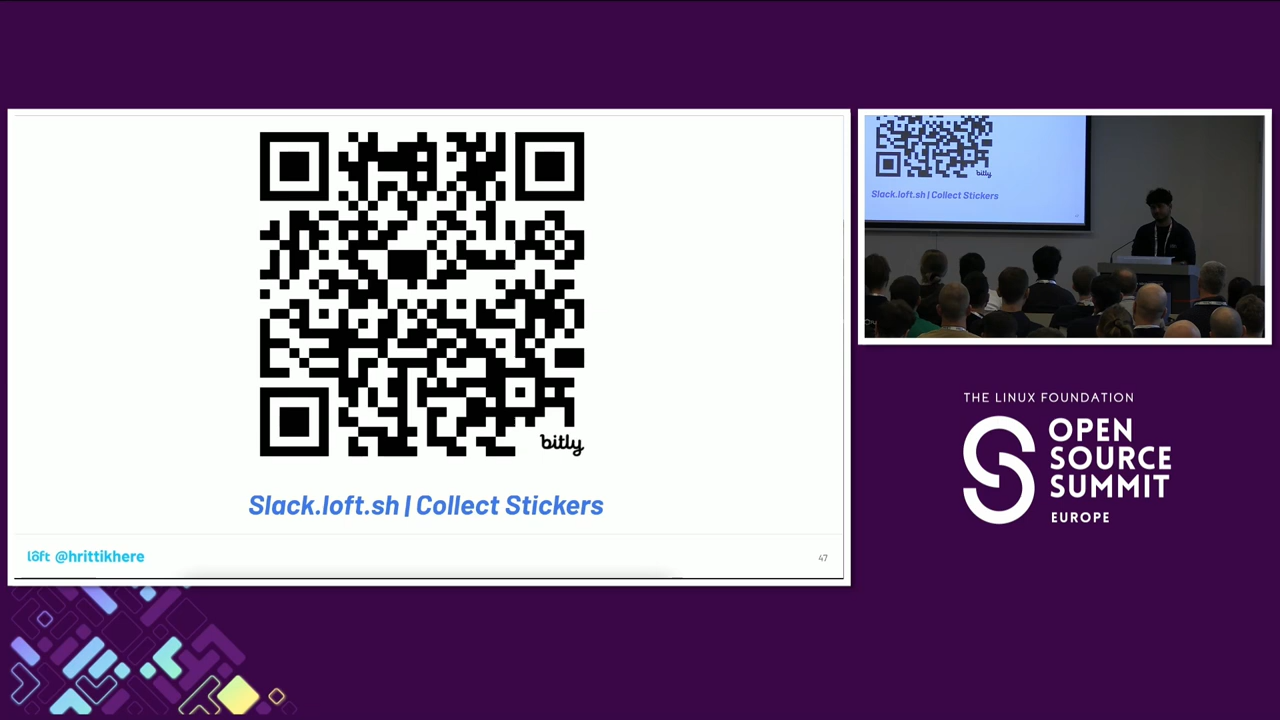 bitly
Slack.loft.sh | Collect Stickers
lôft @hrittikhere
47
bitly
Slack.loft.sh | Collect Stickers
THE LINUX FOUNDATION
OPEN
SOURCE
SUMMIT
EUROPE